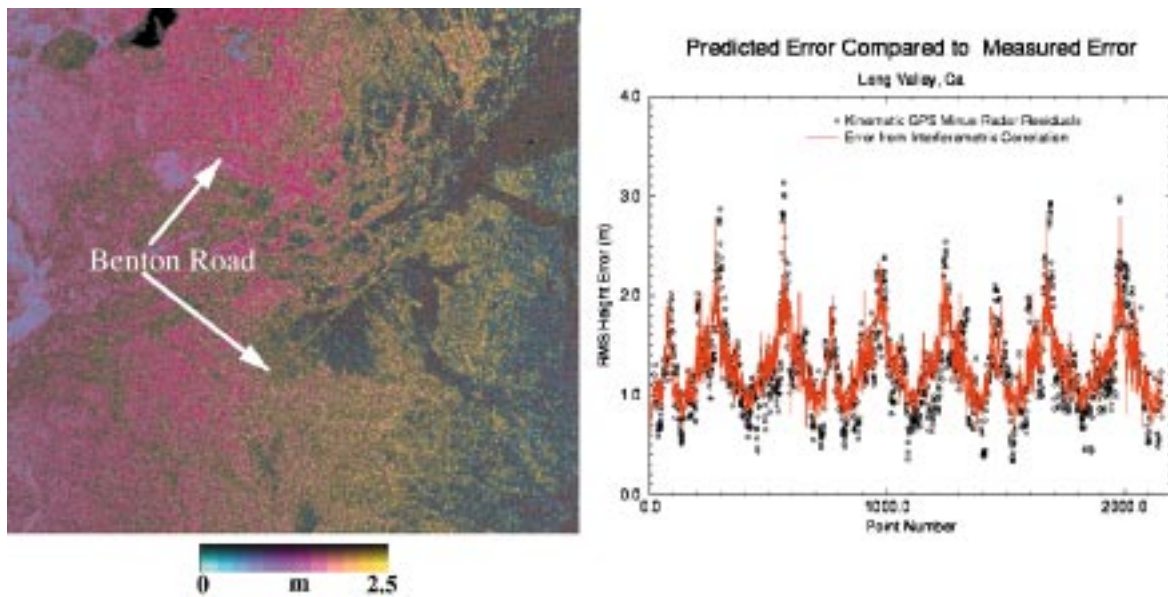 Benton Road
0 m 2.5
Predicted Error Compared to Measured Error
Long Valley, Ca
4.0
3.0
2.0
1.0
0.0
RMS Height Error (m)
Kinematic GPS Minus Radar Residuals
Error from Interferometric Correlation
0.0 1000.0 2000.0
Point Number